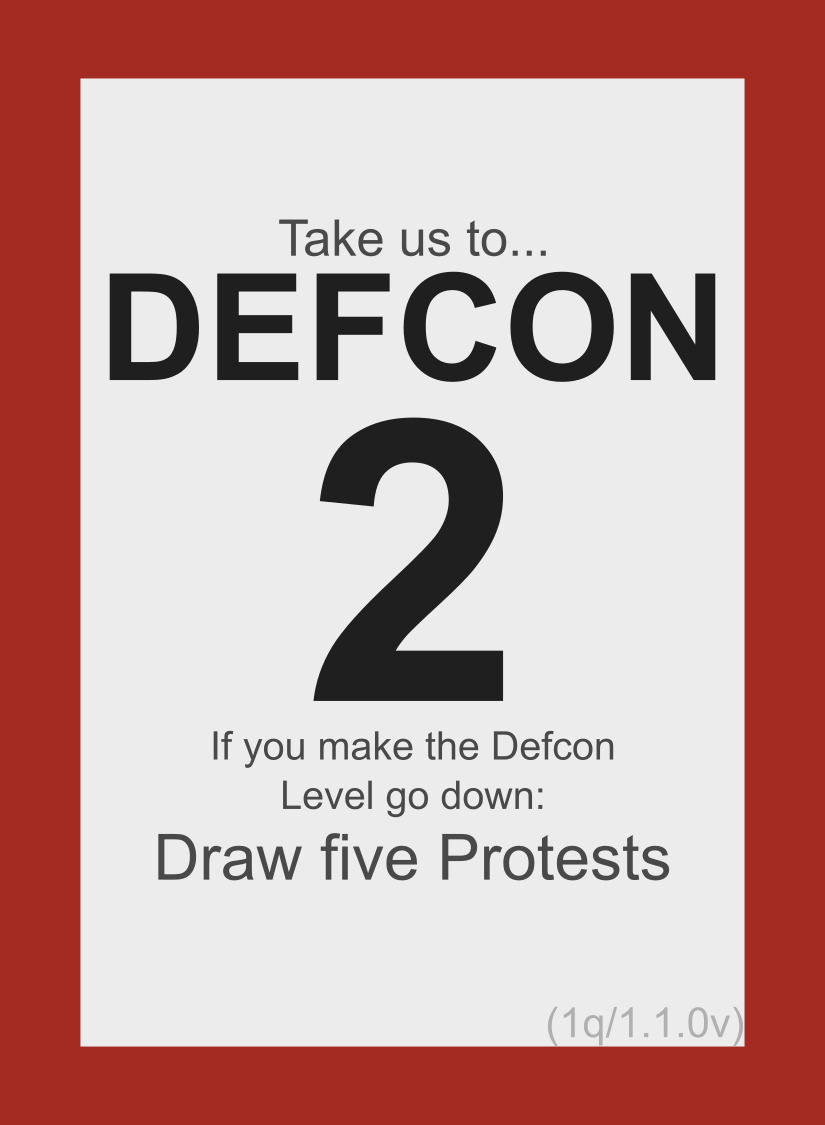 Take us to...
DEFCON
2
If you make the Defcon
Level go down:
Draw five Protests
(1q/1.1.0v)